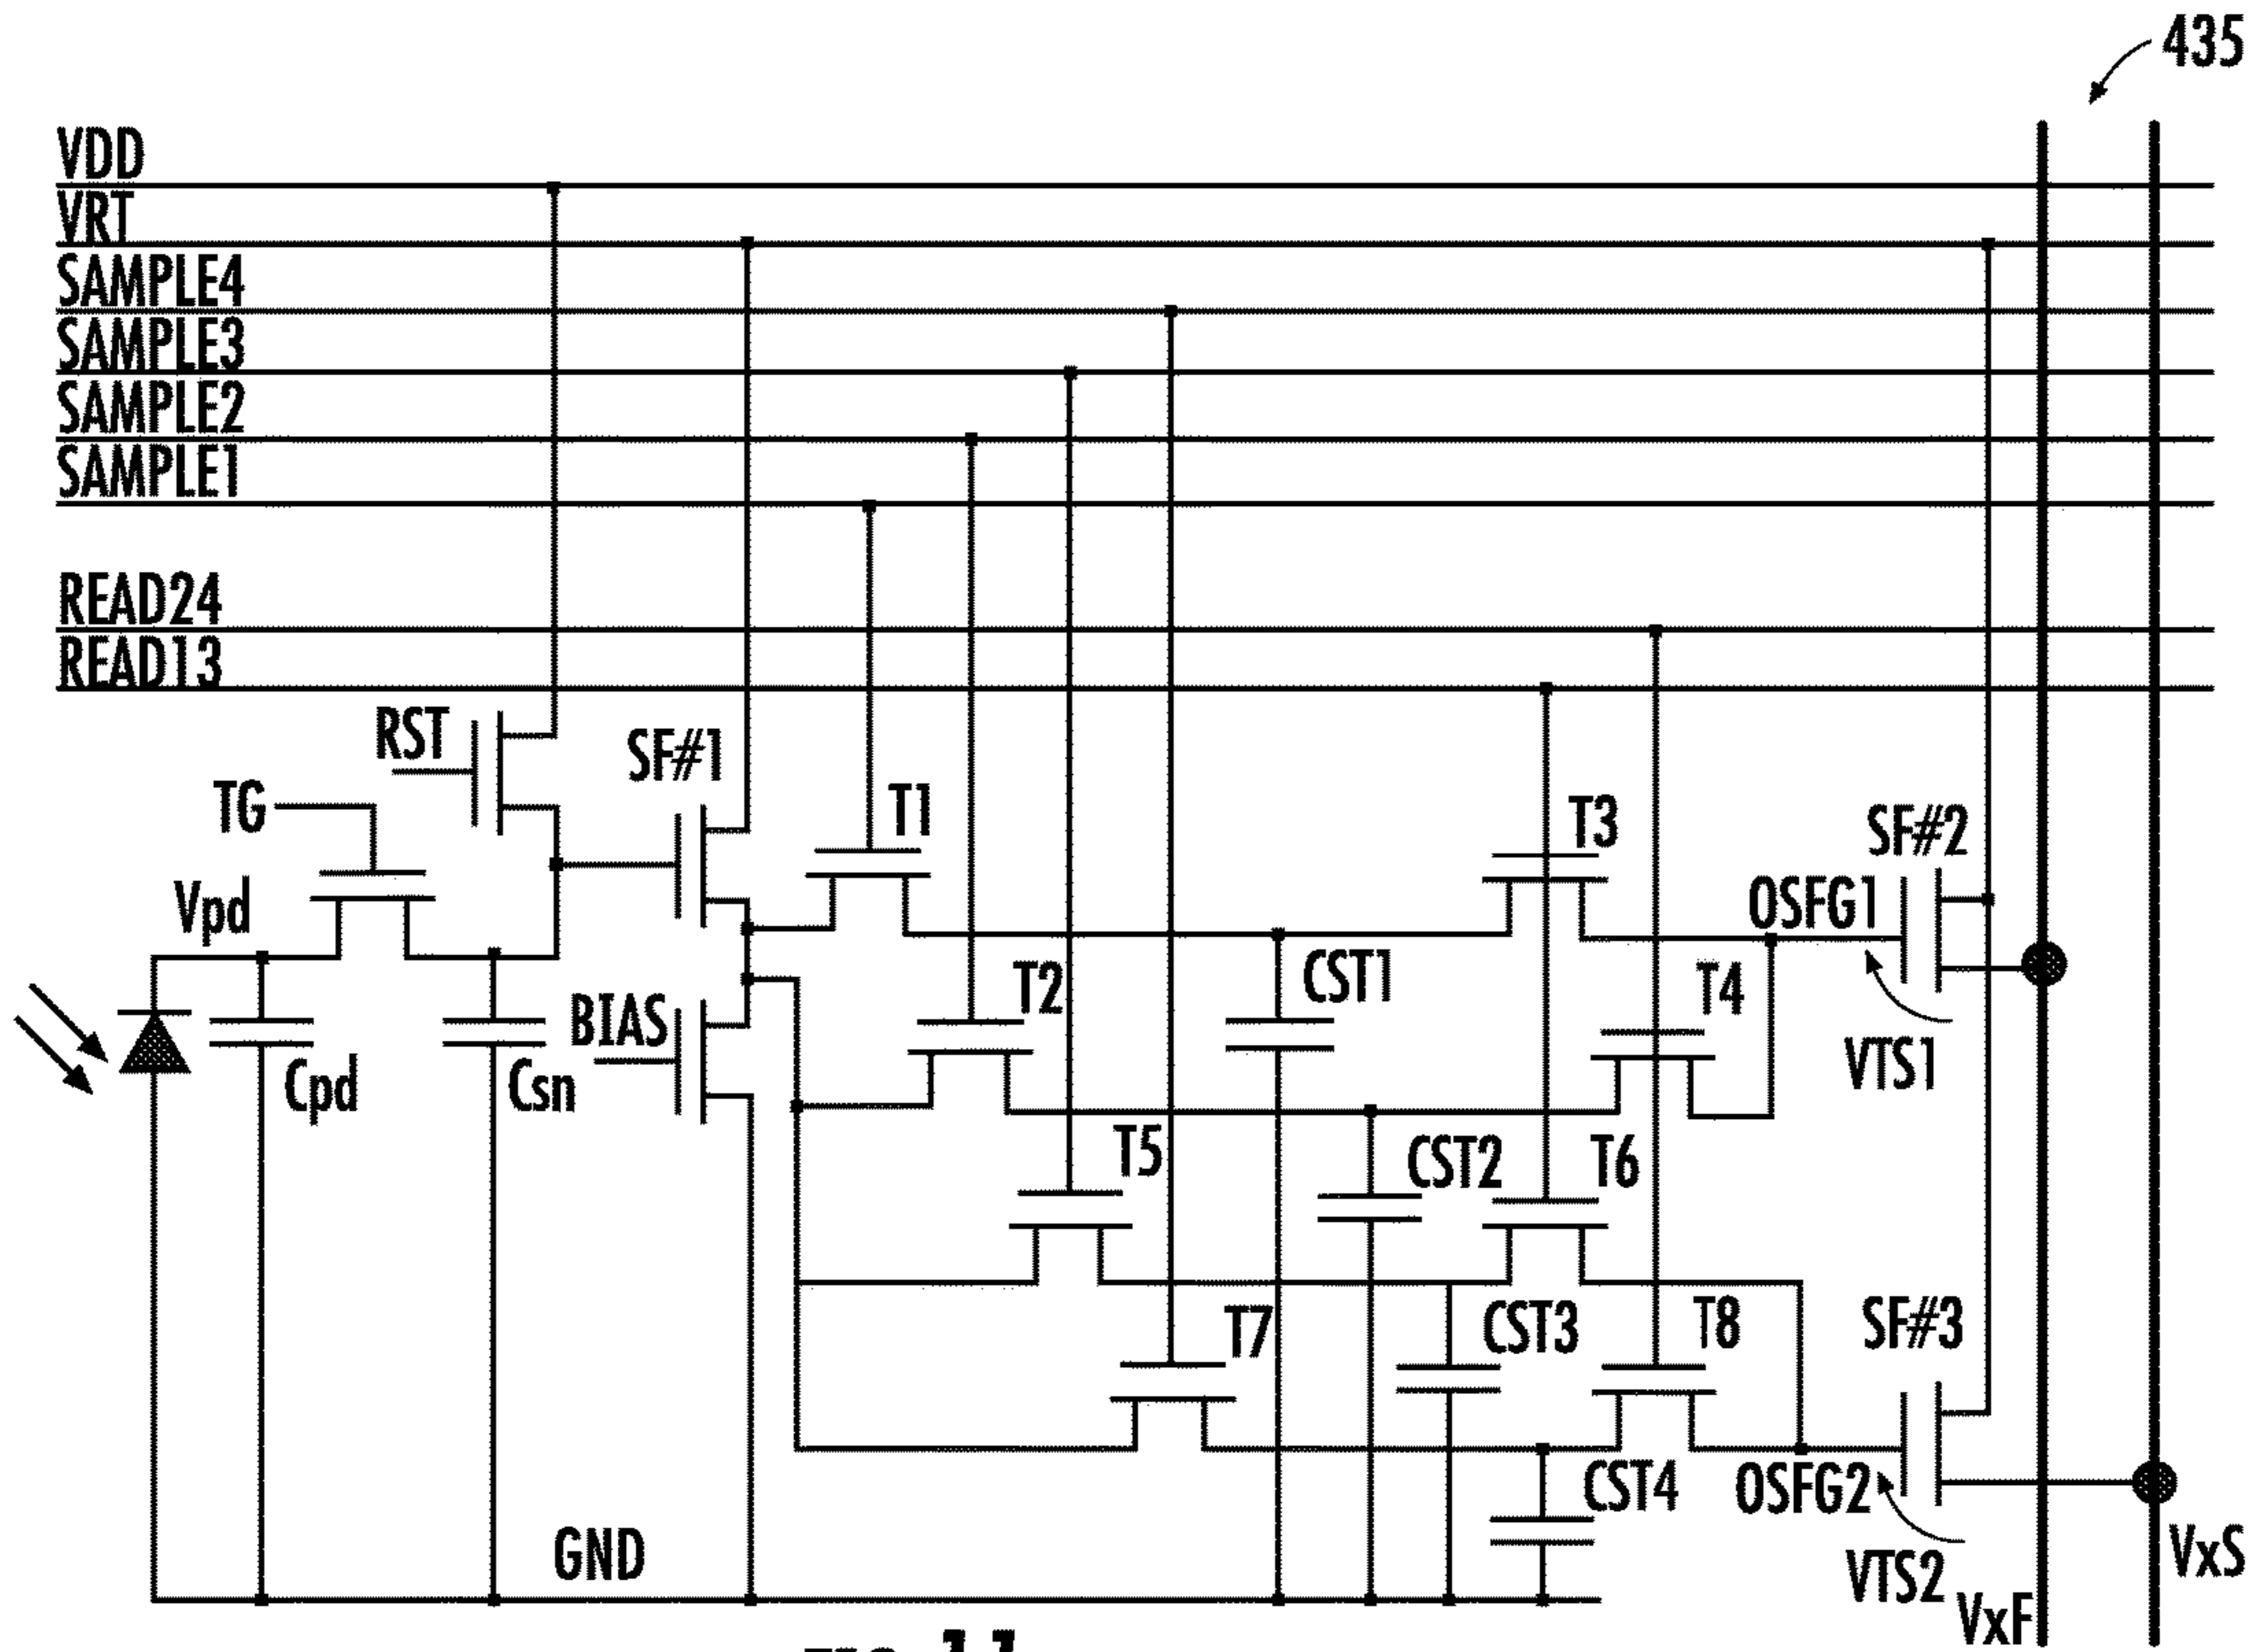 435
VDD
VRT
SAMPLE4
SAMPLE3
SAMPLE2
SAMPLE1
READ24
READ13
RST
SF#1
TG
T1
T3
SF#2
Vpd
OSFG1
T2
CST1
T4
BIAS
VTS1
Cpd
Csn
T5
CST2
T6
T7
CST3
T8
SF#3
CST4
OSFG2
GND
VTS2
VxS
VxF